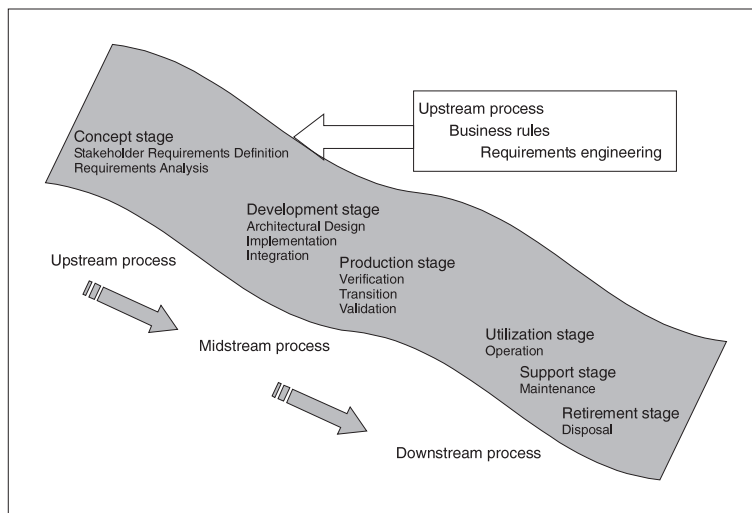 Upstream process
Business rules
Requirements engineering
Concept stage
Stakeholder Requirements Definition
Requirements Analysis
Development stage
Architectural Design
Implementation
Integration
Production stage
Verification
Transition
Validation
Utilization stage
Operation
Support stage
Maintenance
Retirement stage
Disposal
Upstream process
Midstream process
Downstream process